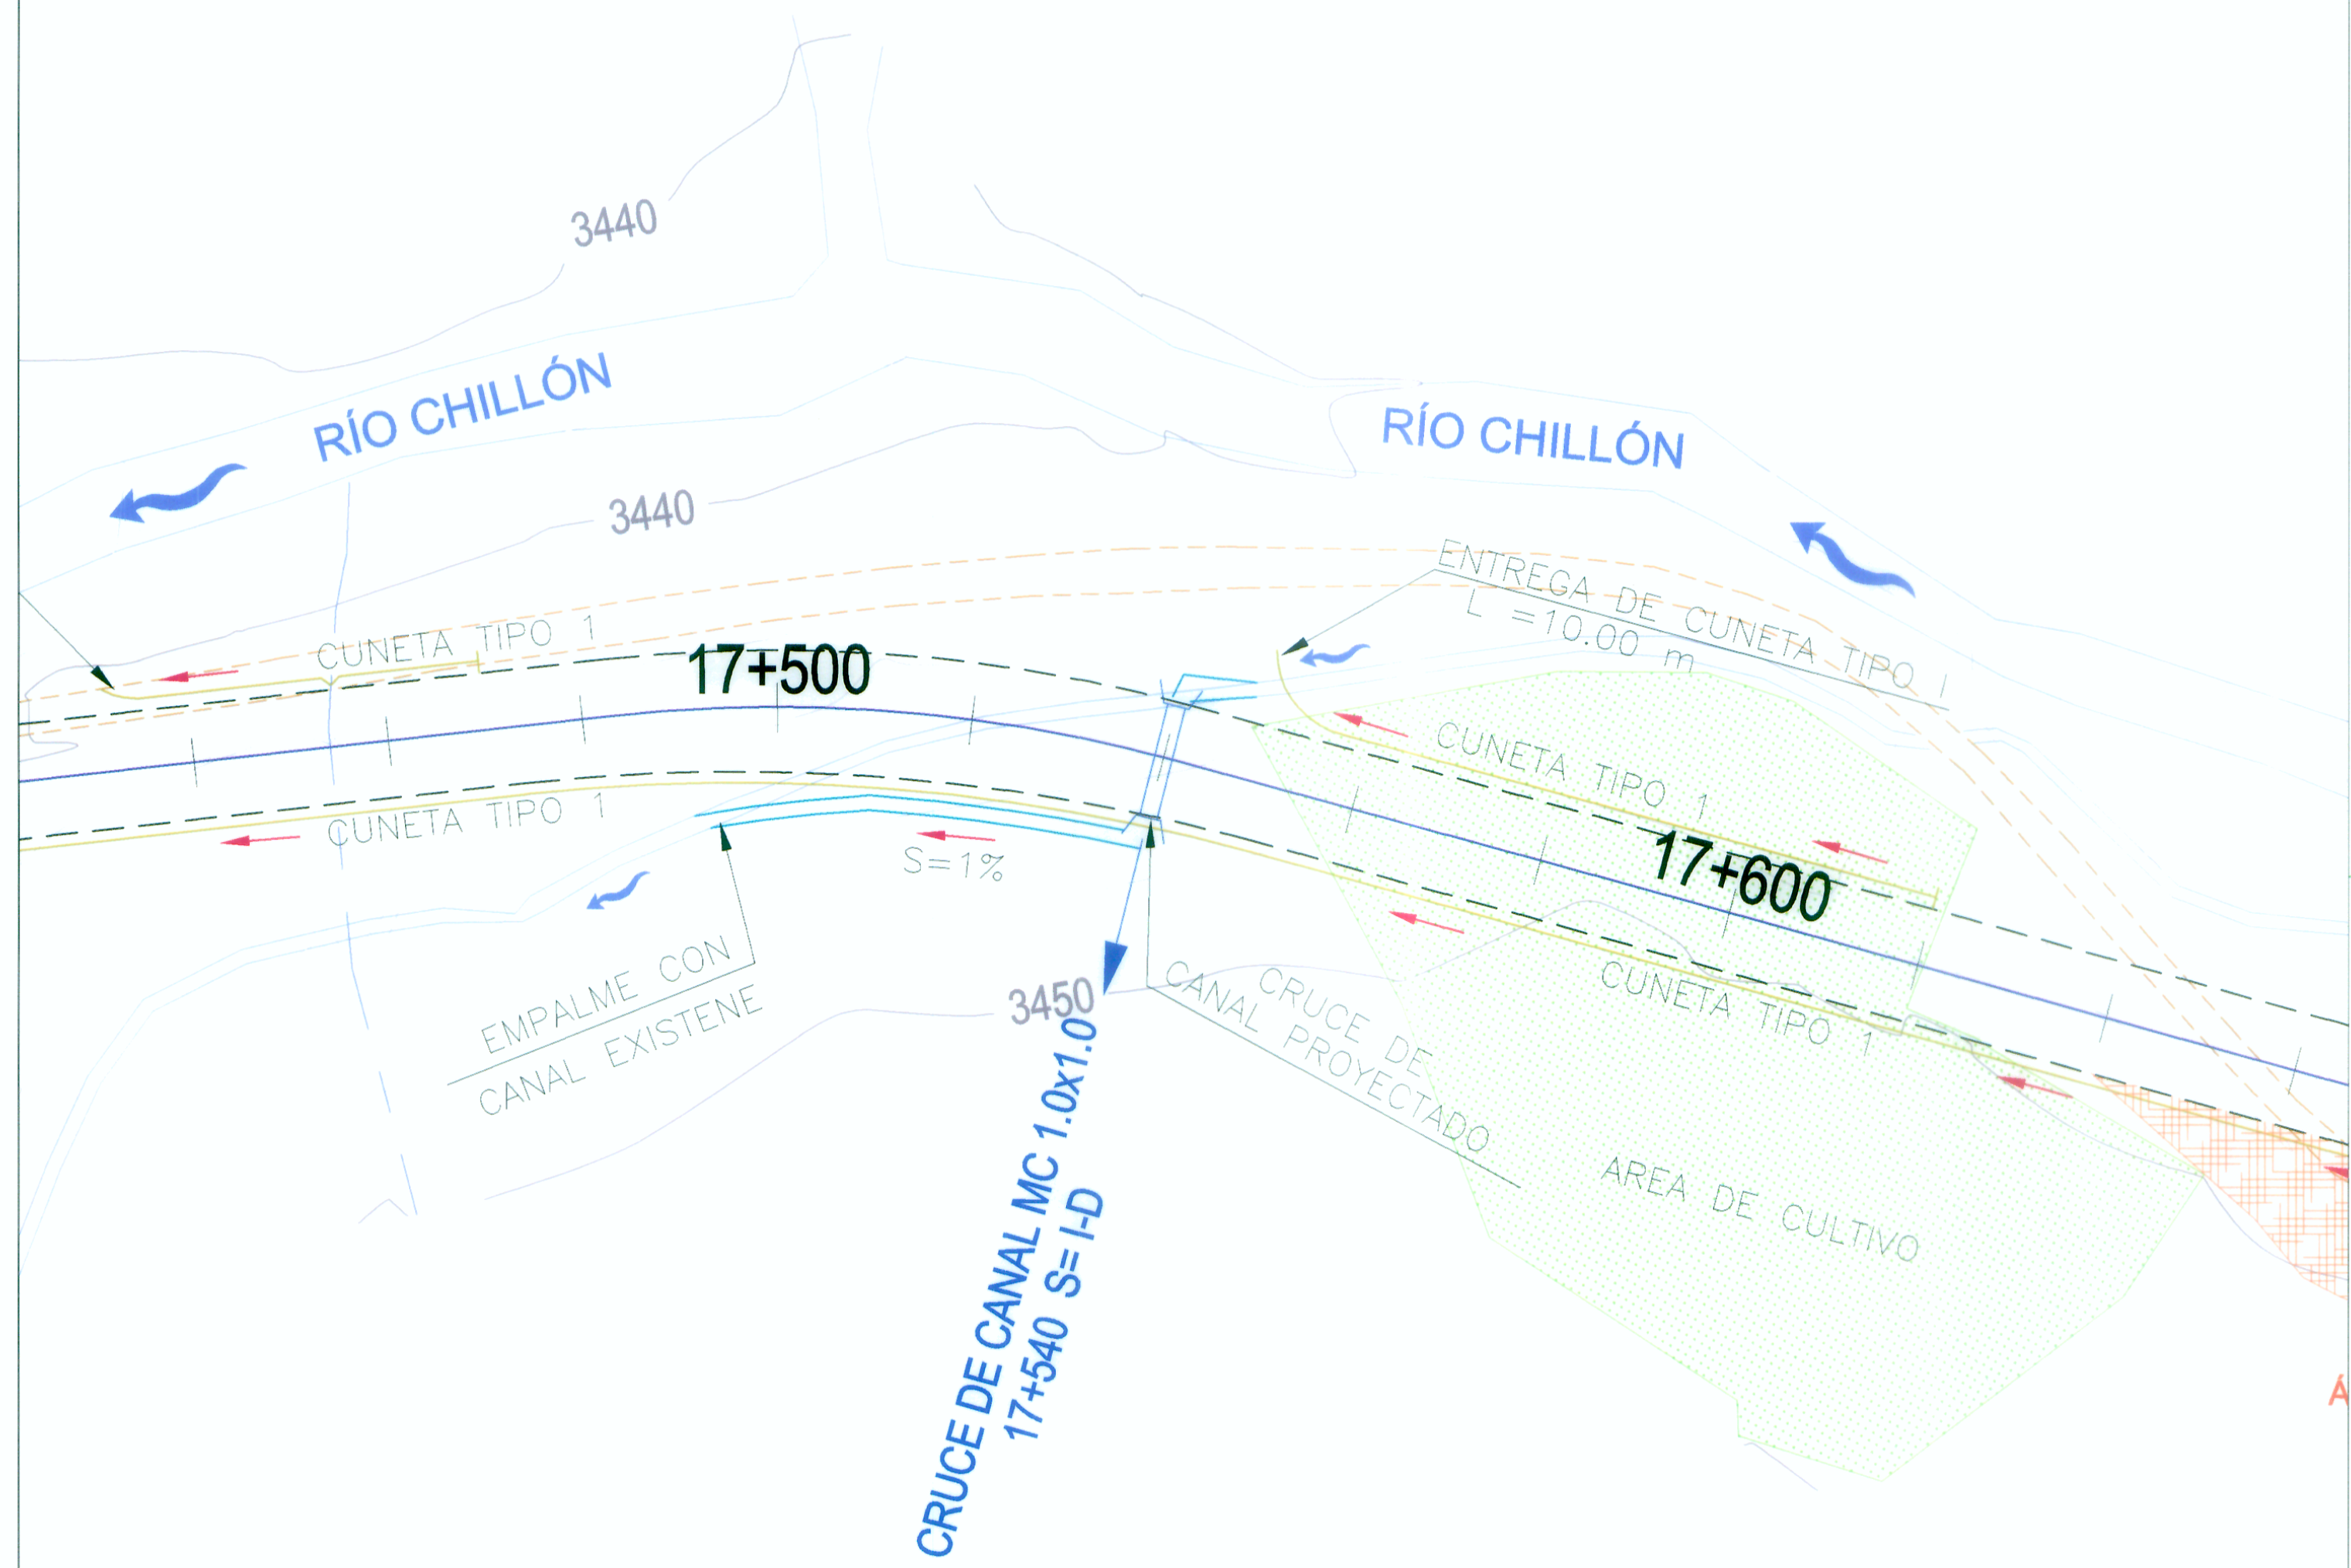 3440
RÍO CHILLÓN
RÍO CHILLÓN
3440
ENTREGA DE CUNETA TIPO I
L =10.00 m
CUNETA TIPO 1
17+500
CUNETA TIPO 1
CUNETA TIPO 1
17+600
S=1%
EMPALME CON
CANAL EXISTENE
3450
CRUCE DE
CANAL PROYECTADO
CUNETA TIPO 1
AREA DE CULTIVO
CRUCE DE CANAL MC 1.0x1.0
17+540 S= I-D
Á